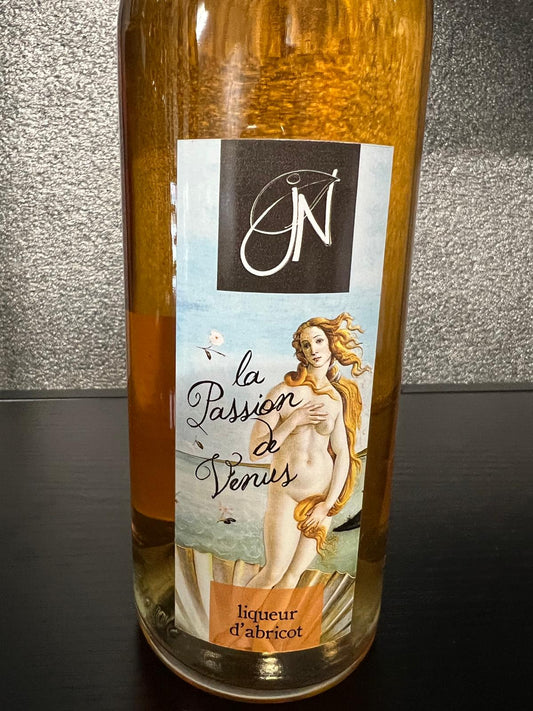 JN
la
Passion
de
Venus
liqueur
d'abricot